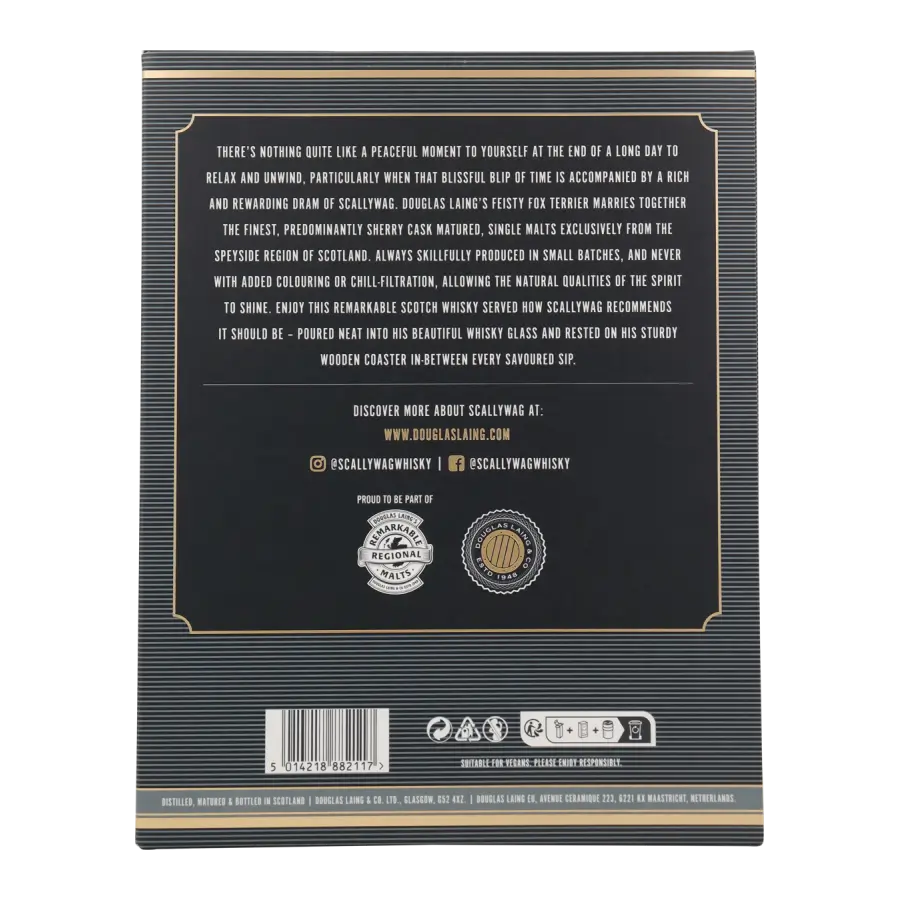 THERE'S NOTHING QUITE LIKE A PEACEFUL MOMENT TO YOURSELF AT THE END OF A LONG DAY TO
RELAX AND UNWIND, PARTICULARLY WHEN THAT BLISSFUL BLIP OF TIME IS ACCOMPANIED BY A RICH
AND REWARDING DRAM OF SCALLYWAG. DOUGLAS LAING'S FEISTY FOX TERRIER MARRIES TOGETHER
THE FINEST, PREDOMINANTLY SHERRY CASK MATURED, SINGLE MALTS EXCLUSIVELY FROM THE
SPEYSIDE REGION OF SCOTLAND. ALWAYS SKILLFULLY PRODUCED IN SMALL BATCHES, AND NEVER
WITH ADDED COLOURING OR CHILL-FILTRATION, ALLOWING THE NATURAL QUALITIES OF THE SPIRIT
TO SHINE. ENJOY THIS REMARKABLE SCOTCH WHISKY SERVED HOW SCALLYWAG RECOMMENDS
IT SHOULD BE – POURED NEAT INTO HIS BEAUTIFUL WHISKY GLASS AND RESTED ON HIS STURDY
WOODEN COASTER IN-BETWEEN EVERY SAVOURED SIP.
DISCOVER MORE ABOUT SCALLYWAG AT:
WWW.DOUGLASLAING.COM
@SCALLYWAGWHISKY | @SCALLYWAGWHISKY
PROUD TO BE PART OF
DOUGLAS LAING'S
REMARKABLE
REGIONAL
MALTS
DOUGLAS LAING & CO
ESTD 1948
5 014218 882117 >
SUITABLE FOR VEGANS. PLEASE ENJOY RESPONSIBLY.
DISTILLED, MATURED & BOTTLED IN SCOTLAND | DOUGLAS LAING & CO. LTD., GLASGOW, G52 4XZ. | DOUGLAS LAING EU, AVENUE CERAMIQUE 223, 6221 KX MAASTRICHT, NETHERLANDS.